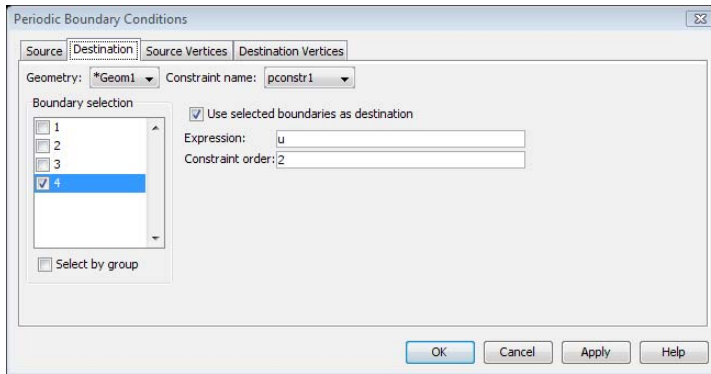 Periodic Boundary Conditions
Source Destination Source Vertices Destination Vertices
Geometry: *Geom1 Constraint name: pconstr1
Boundary selection
Use selected boundaries as destination
1
2
3
4
Expression: u
Constraint order: 2
Select by group
OK Cancel Apply Help